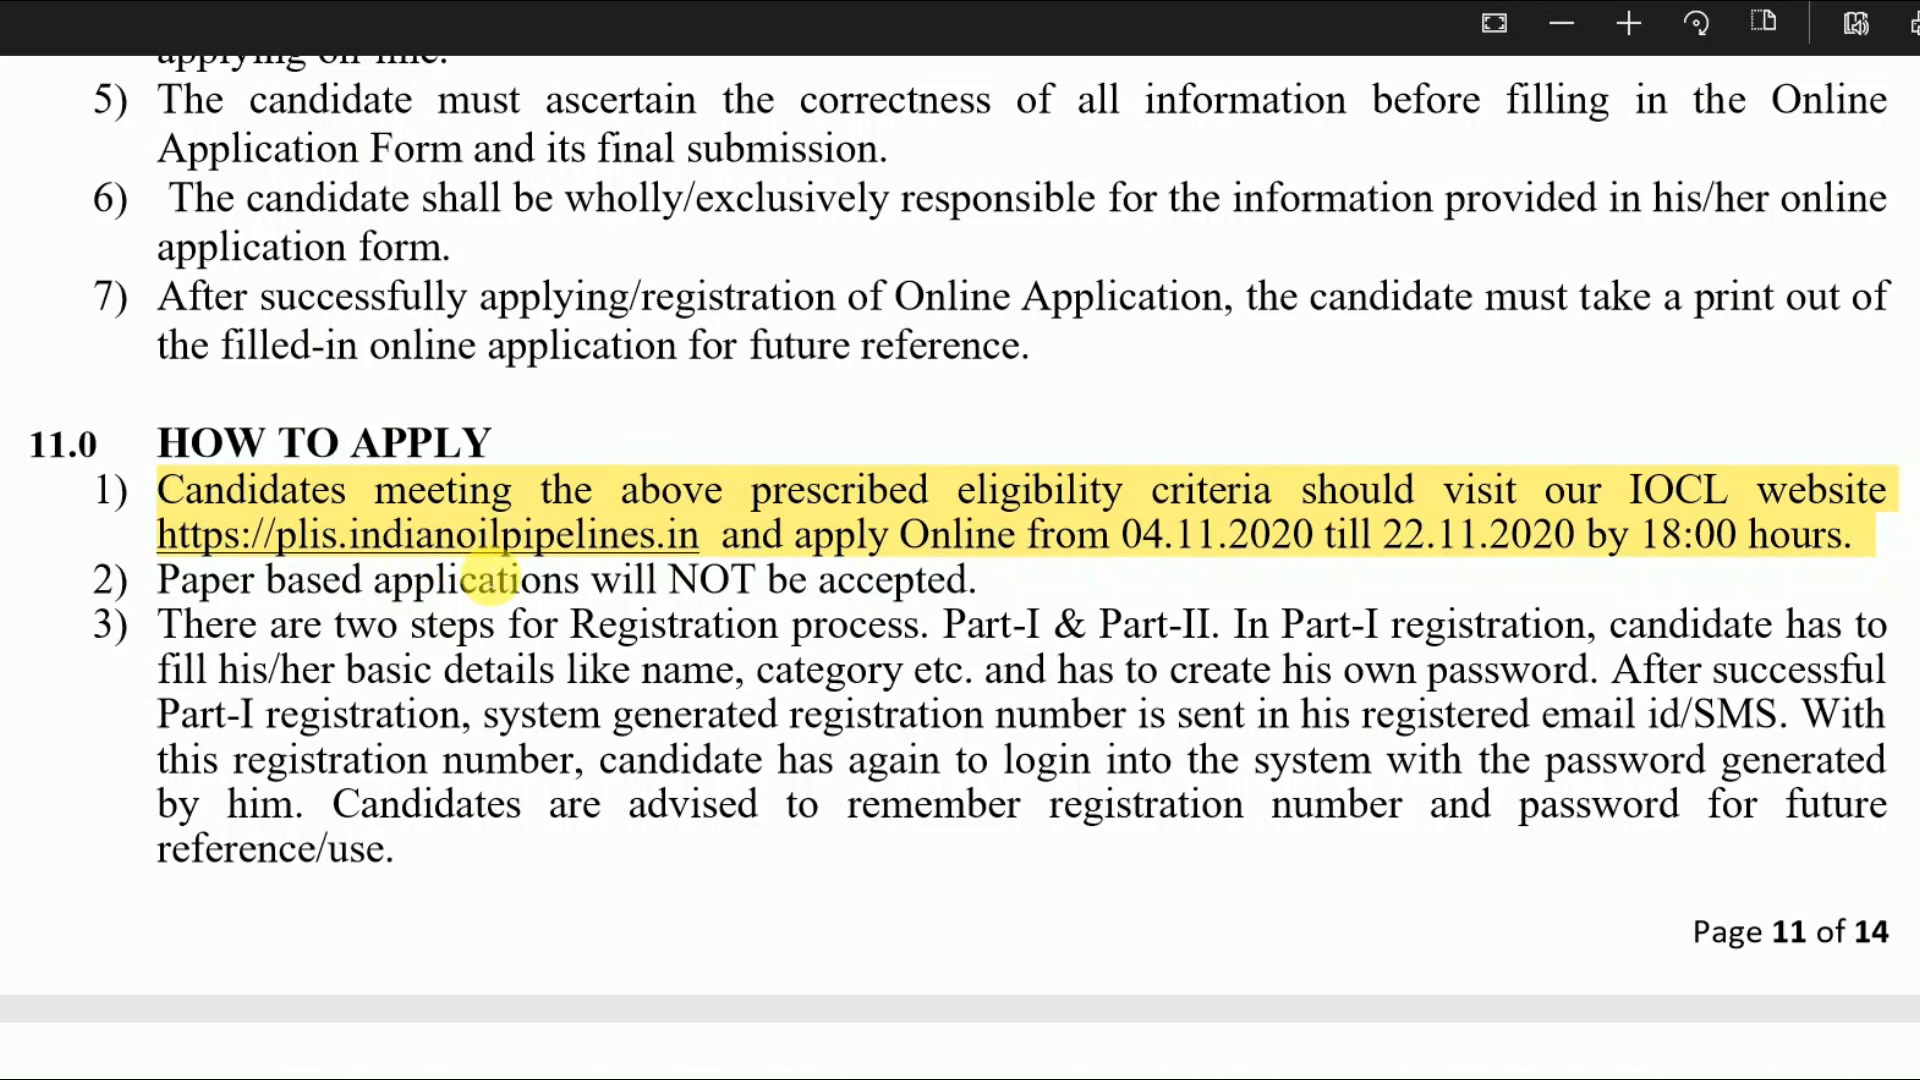 applying on-line.
5) The candidate must ascertain the correctness of all information before filling in the Online
Application Form and its final submission.
6) The candidate shall be wholly/exclusively responsible for the information provided in his/her online
application form.
7) After successfully applying/registration of Online Application, the candidate must take a print out of
the filled-in online application for future reference.
11.0 HOW TO APPLY
1) Candidates meeting the above prescribed eligibility criteria should visit our IOCL website
https://plis.indianoilpipelines.in and apply Online from 04.11.2020 till 22.11.2020 by 18:00 hours.
2) Paper based applications will NOT be accepted.
3) There are two steps for Registration process. Part-I & Part-II. In Part-I registration, candidate has to
fill his/her basic details like name, category etc. and has to create his own password. After successful
Part-I registration, system generated registration number is sent in his registered email id/SMS. With
this registration number, candidate has again to login into the system with the password generated
by him. Candidates are advised to remember registration number and password for future
reference/use.
Page 11 of 14